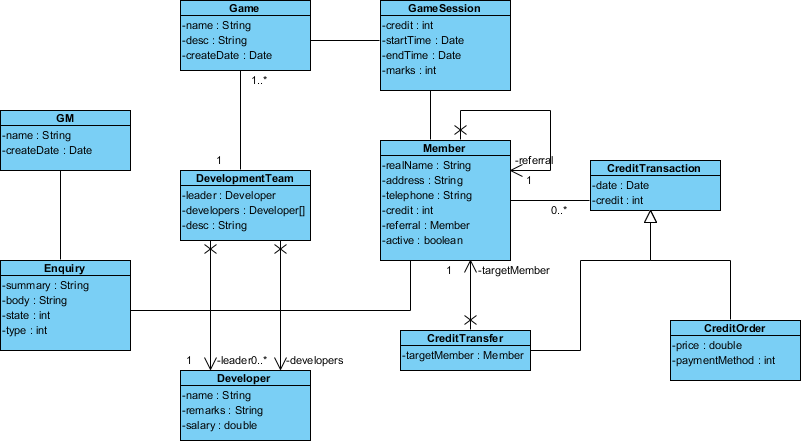 Game
-name : String
-desc : String
-createDate : Date
GameSession
-credit : int
-startTime : Date
-endTime : Date
-marks : int
1..*
GM
-name : String
-createDate : Date
1
DevelopmentTeam
-leader : Developer
-developers : Developer[]
-desc : String
Member
-realName : String
-address : String
-telephone : String
-credit : int
-referral : Member
-active : boolean
-referral
1
CreditTransaction
-date : Date
-credit : int
0..*
Enquiry
-summary : String
-body : String
-state : int
-type : int
1
-targetMember
CreditTransfer
-targetMember : Member
CreditOrder
-price : double
-paymentMethod : int
1
-leader
0..*
-developers
Developer
-name : String
-remarks : String
-salary : double